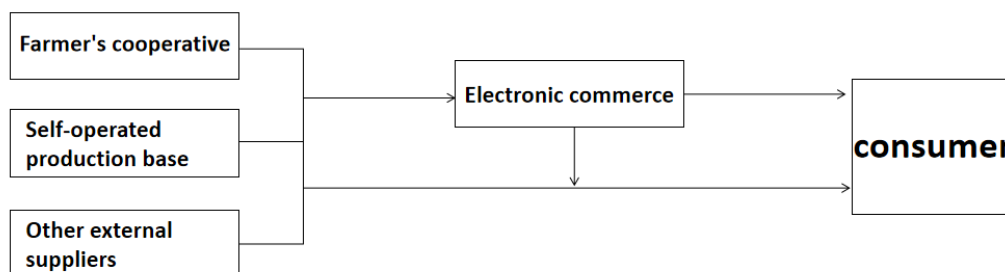 Farmer's cooperative
Electronic commerce
Self-operated
production base
consumer
Other external
suppliers